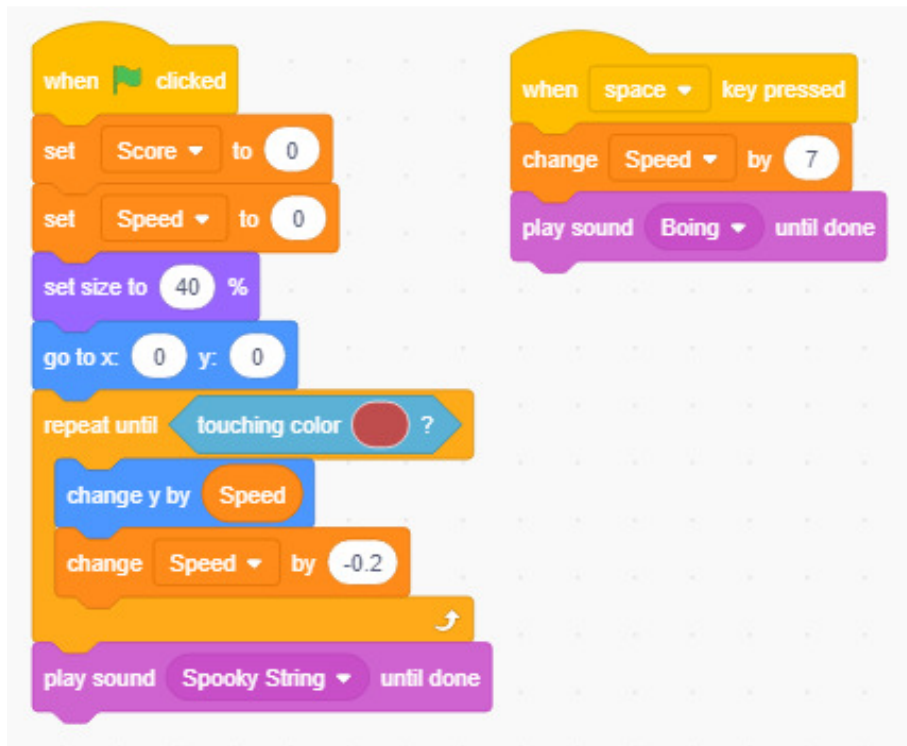 when clicked
set Score to 0
set Speed to 0
set size to 40 %
go to x: 0 y: 0
repeat until touching color ?
change y by Speed
change Speed by -0.2
play sound Spooky String until done
when space key pressed
change Speed by 7
play sound Boing until done